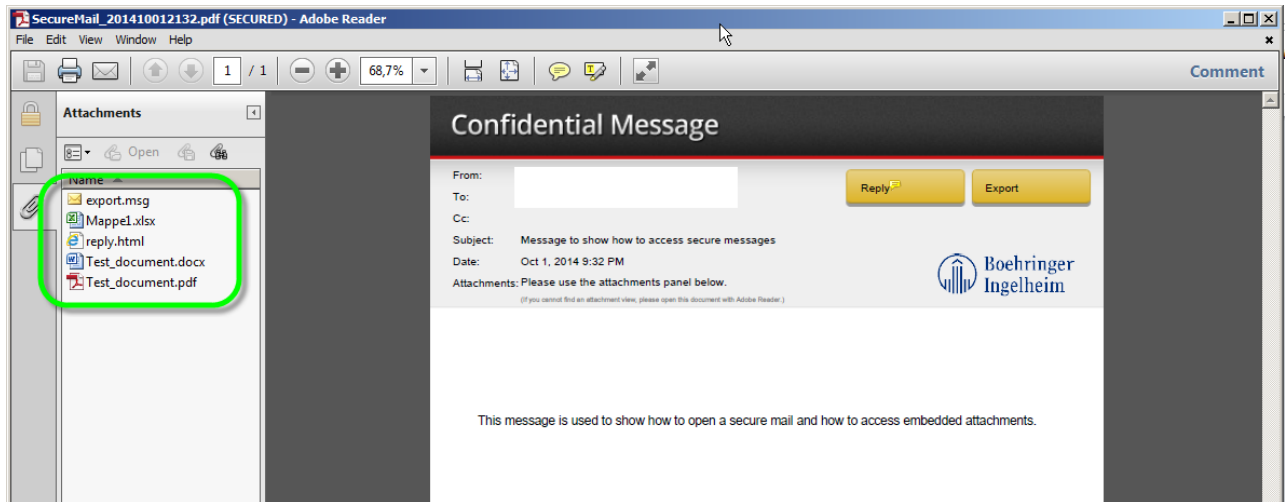 SecureMail_201410012132.pdf (SECURED) - Adobe Reader
File Edit View Window Help
1 / 1 68,7% Comment
Attachments
Open
Name
export.msg
Mappe1.xlsx
reply.html
Test_document.docx
Test_document.pdf
Confidential Message
From:
To:
Cc:
Subject: Message to show how to access secure messages
Date: Oct 1, 2014 9:32 PM
Attachments: Please use the attachments panel below.
(If you cannot find an attachment view, please open this document with Adobe Reader.)
Reply Export
Boehringer
Ingelheim
This message is used to show how to open a secure mail and how to access embedded attachments.